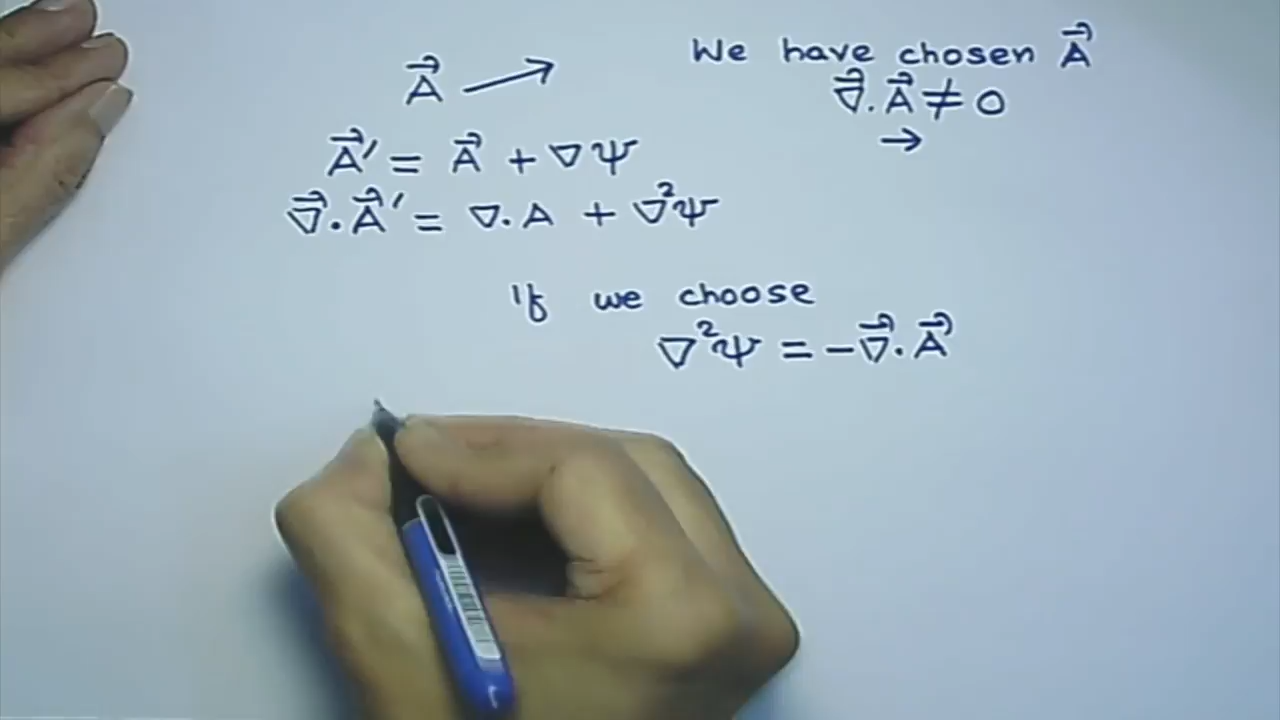 We have chosen A⃗
A⃗ →
∇⃗.A⃗ ≠ 0
→
A⃗' = A⃗ + ∇ψ
∇⃗.A⃗' = ∇.A + ∇²ψ
If we choose
∇²ψ = -∇⃗.A⃗